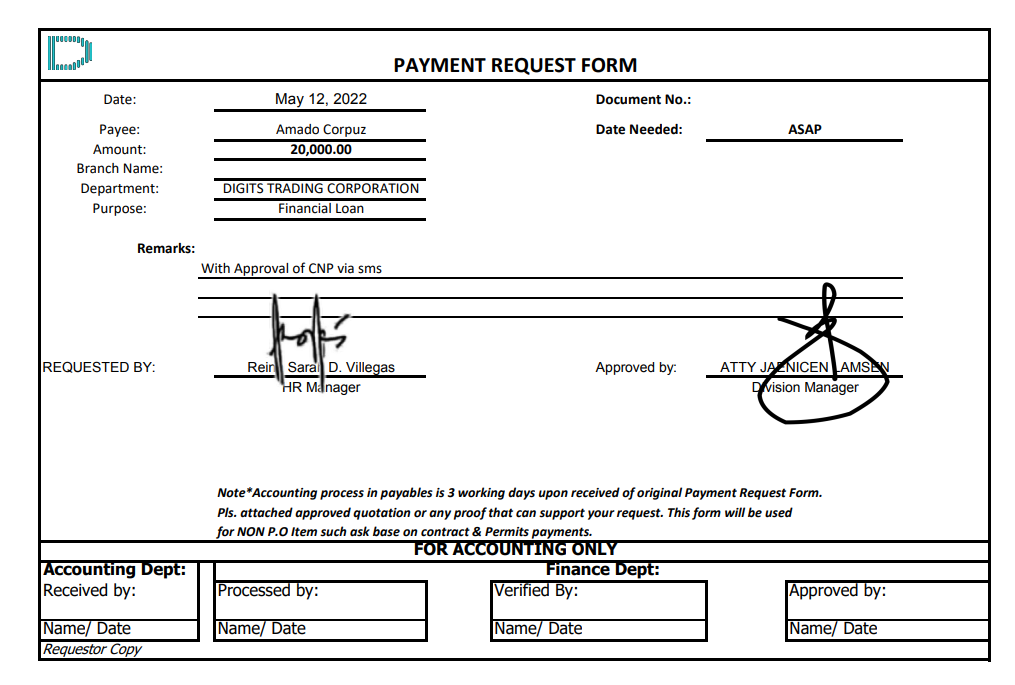 PAYMENT REQUEST FORM
Date: May 12, 2022 Document No.:
Payee: Amado Corpuz Date Needed: ASAP
Amount: 20,000.00
Branch Name:
Department: DIGITS TRADING CORPORATION
Purpose: Financial Loan
Remarks:
With Approval of CNP via sms
REQUESTED BY: Sarah D. Villegas Approved by: ATTY JAENICEN LAMSEN
HR Manager Division Manager
Note*Accounting process in payables is 3 working days upon received of original Payment Request Form.
Pls. attached approved quotation or any proof that can support your request. This form will be used
for NON P.O Item such ask base on contract & Permits payments.
FOR ACCOUNTING ONLY
Accounting Dept: Finance Dept:
Received by: Processed by: Verified By: Approved by:
Name/ Date Name/ Date Name/ Date Name/ Date
Requestor Copy